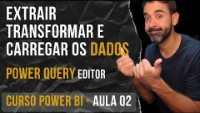 EXTRAIR
TRANSFORMAR E
CARREGAR OS DADOS
POWER QUERY EDITOR
CURSO POWER BI - AULA 02